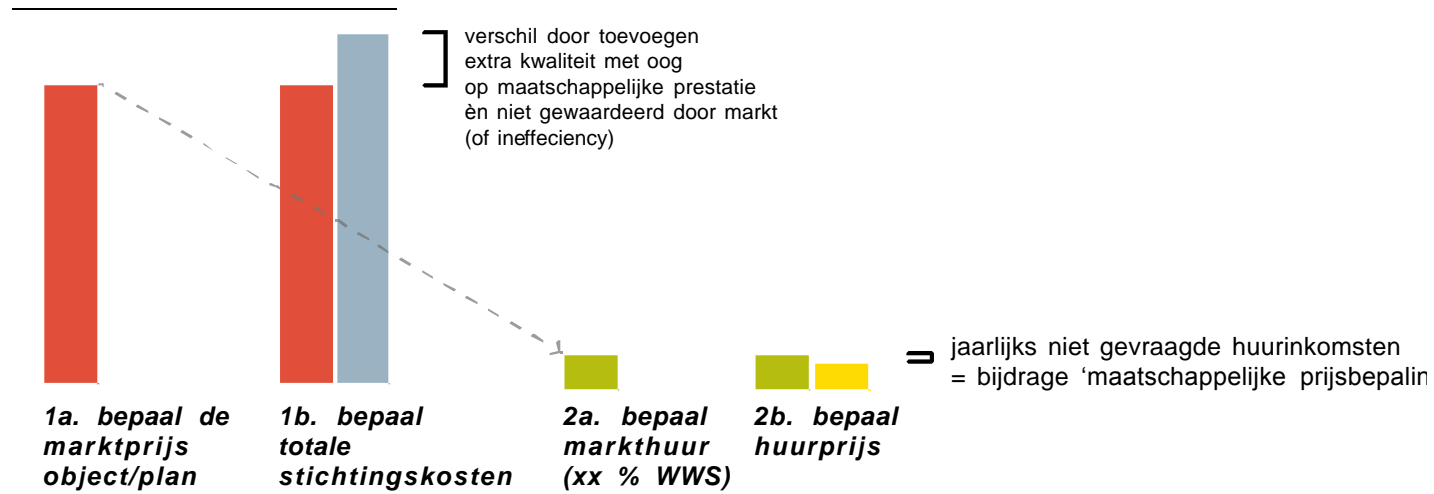 verschil door toevoegen
extra kwaliteit met oog
op maatschappelijke prestatie
èn niet gewaardeerd door markt
(of ineffeciency)
jaarlijks niet gevraagde huurinkomsten
= bijdrage ‘maatschappelijke prijsbepalin
1a. bepaal de
marktprijs
object/plan
1b. bepaal
totale
stichtingskosten
2a. bepaal
markthuur
(xx % WWS)
2b. bepaal
huurprijs